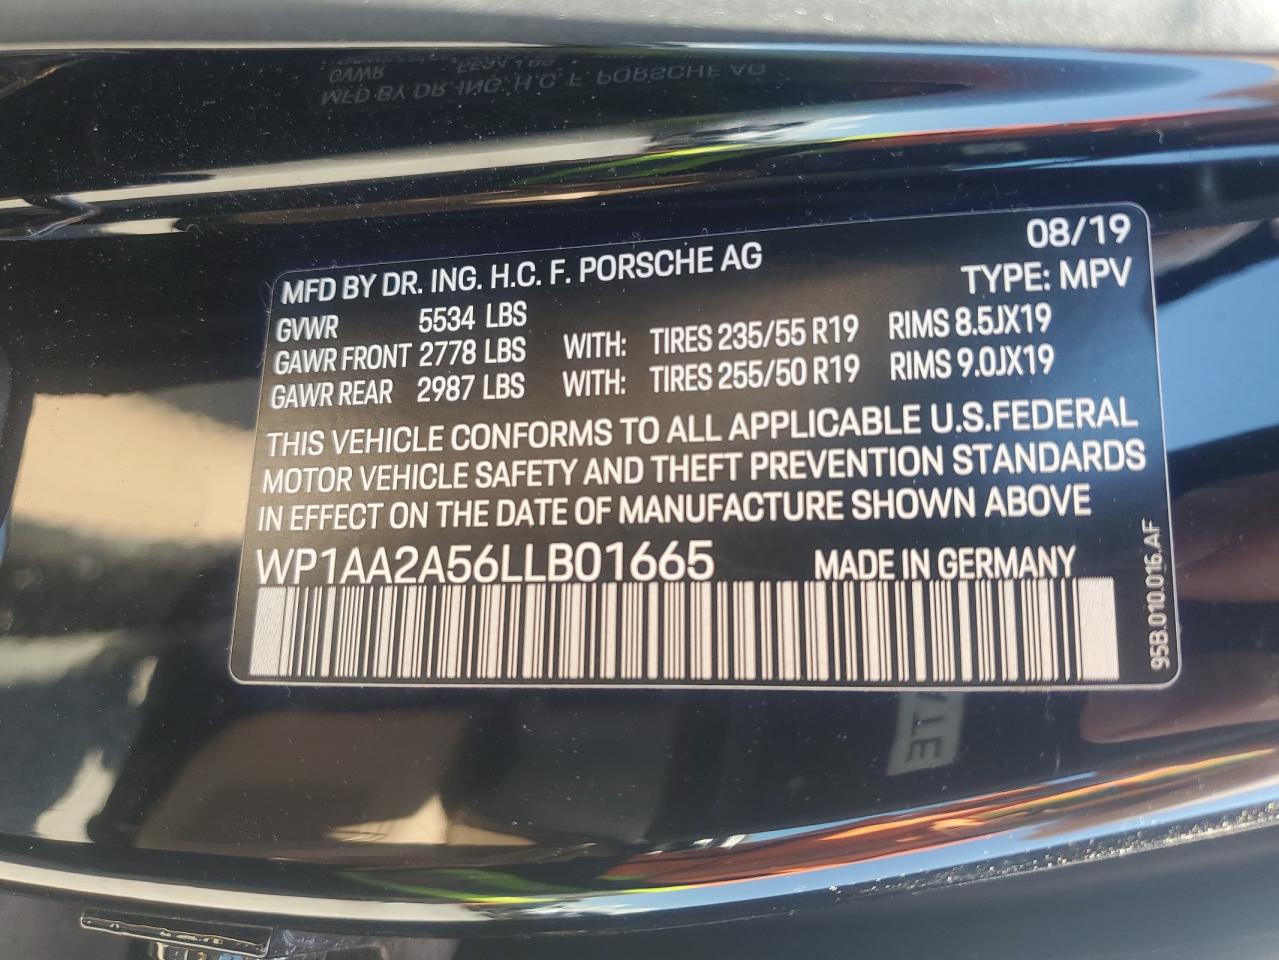 MFD BY DR. ING. H.C. F. PORSCHE AG 08/19
TYPE: MPV
GVWR 5534 LBS
GAWR FRONT 2778 LBS WITH: TIRES 235/55 R19 RIMS 8.5JX19
GAWR REAR 2987 LBS WITH: TIRES 255/50 R19 RIMS 9.0JX19
THIS VEHICLE CONFORMS TO ALL APPLICABLE U.S.FEDERAL
MOTOR VEHICLE SAFETY AND THEFT PREVENTION STANDARDS
IN EFFECT ON THE DATE OF MANUFACTURE SHOWN ABOVE
WP1AA2A56LLB01665 MADE IN GERMANY
95B.010.016.AF